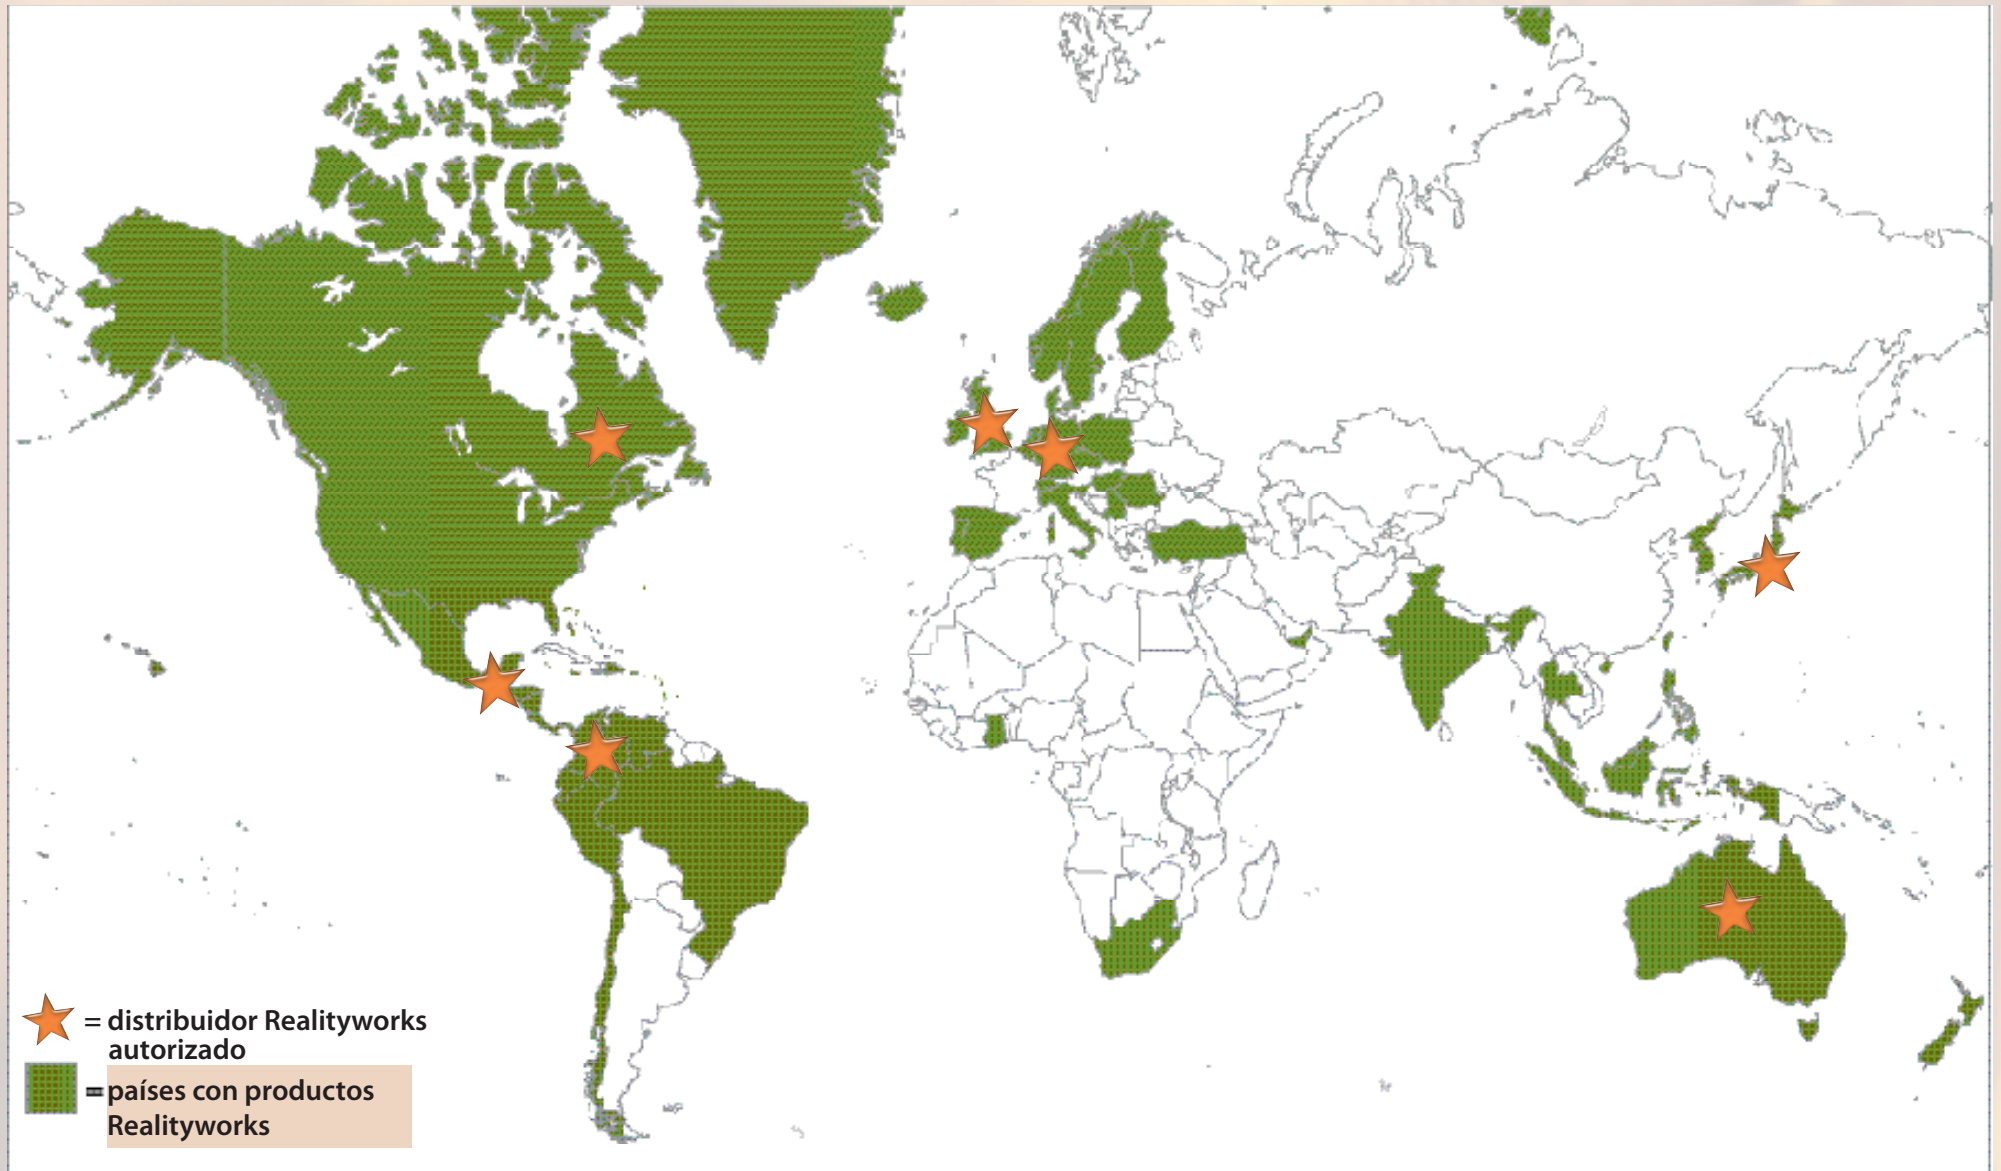 = distribuidor Realityworks
autorizado
= países con productos
Realityworks